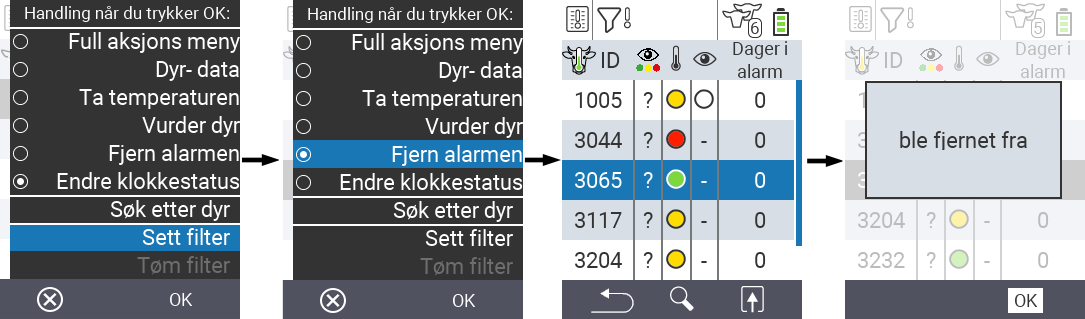 Handling når du trykker OK:
Full aksjons meny
Dyr- data
Ta temperaturen
Vurder dyr
Fjern alarmen
Endre klokkestatus
Søk etter dyr
Sett filter
Tøm filter
OK
Handling når du trykker OK:
Full aksjons meny
Dyr- data
Ta temperaturen
Vurder dyr
Fjern alarmen
Endre klokkestatus
Søk etter dyr
Sett filter
Tøm filter
OK
6
ID Dager i
alarm
1005 ? 0
3044 ? - 0
3065 ? - 0
3117 ? - 0
3204 ? - 0
5
ID Dager i
alarm
ble fjernet fra
3204 ? - 0
3232 ? - 0
OK